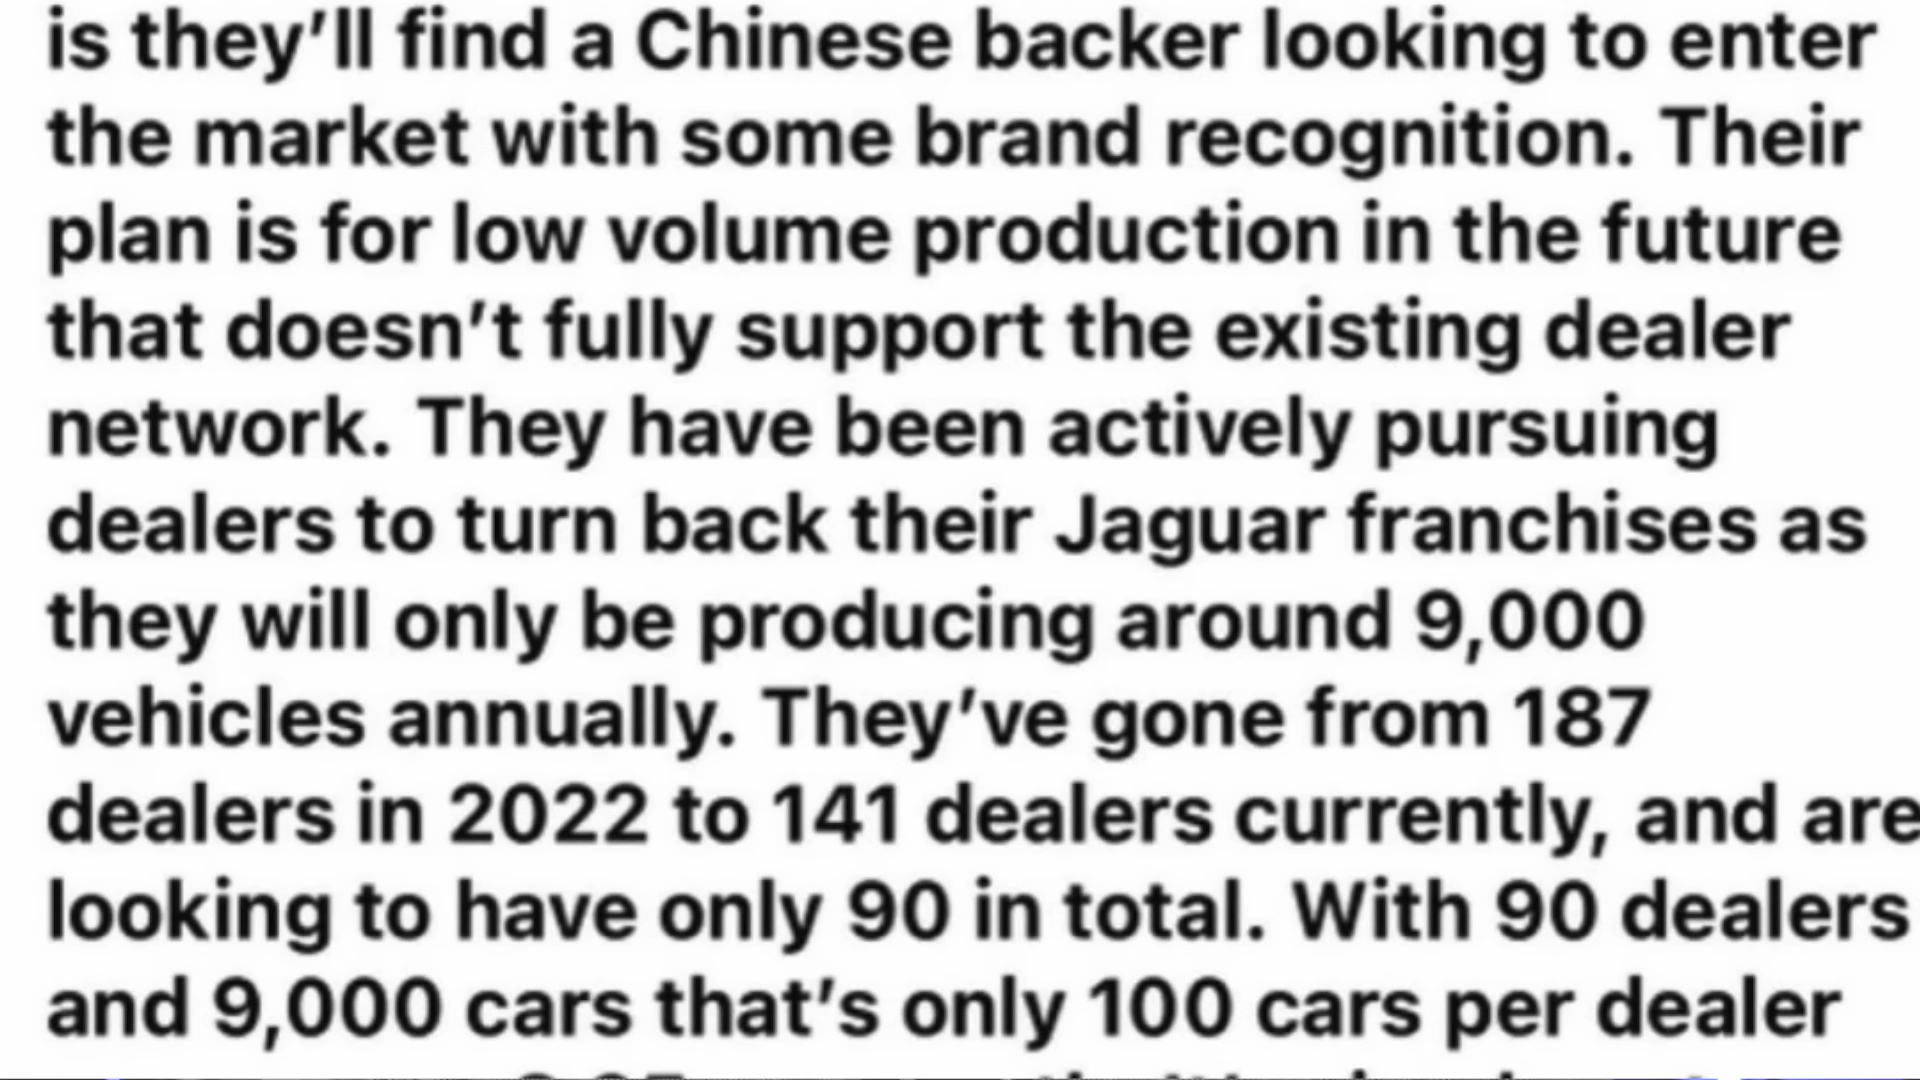 is they’ll find a Chinese backer looking to enter
the market with some brand recognition. Their
plan is for low volume production in the future
that doesn’t fully support the existing dealer
network. They have been actively pursuing
dealers to turn back their Jaguar franchises as
they will only be producing around 9,000
vehicles annually. They’ve gone from 187
dealers in 2022 to 141 dealers currently, and are
looking to have only 90 in total. With 90 dealers
and 9,000 cars that’s only 100 cars per dealer